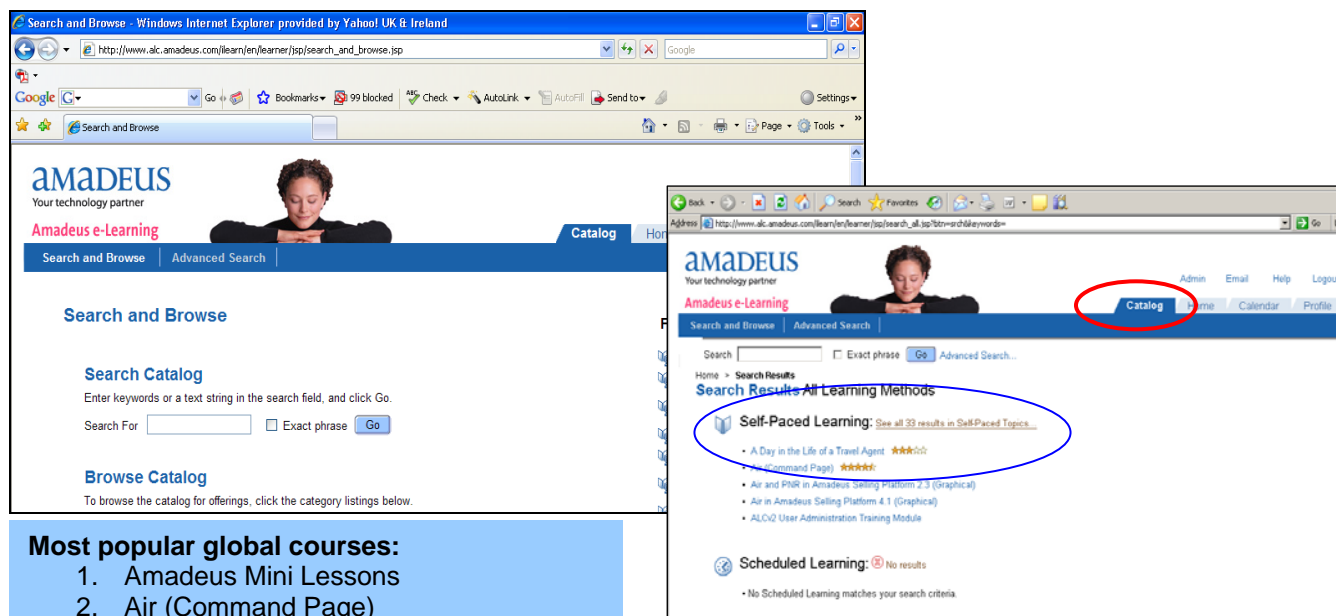 Search and Browse - Windows Internet Explorer provided by Yahoo! UK & Ireland
http://www.alc.amadeus.com/ilearn/en/learner/jsp/search_and_browse.jsp
Google
Google
Go
Bookmarks
99 blocked
Check
AutoLink
AutoFill
Send to
Settings
Search and Browse
Page
Tools
amadeus
Your technology partner
Amadeus e-Learning
Catalog
Search and Browse
Advanced Search
Search and Browse
Search Catalog
Enter keywords or a text string in the search field, and click Go.
Search For
Exact phrase
Go
Browse Catalog
To browse the catalog for offerings, click the category listings below.
Most popular global courses:
1. Amadeus Mini Lessons
2. Air (Command Page)
Back
Search
Favorites
Address
http://www.alc.amadeus.com/ilearn/en/learner/jsp/search_all.jsp?btn=srch&keywords=
Go
amadeus
Your technology partner
Amadeus e-Learning
Admin Email Help Logout
Catalog Home Calendar Profile
Search and Browse
Advanced Search
Search
Exact phrase
Go
Advanced Search...
Home > Search Results
Search Results All Learning Methods
Self-Paced Learning: See all 33 results in Self-Paced Topics...
• A Day in the Life of a Travel Agent
• Air (Command Page)
• Air and PNR in Amadeus Selling Platform 2.3 (Graphical)
• Air in Amadeus Selling Platform 4.1 (Graphical)
• ALCv2 User Administration Training Module
Scheduled Learning: No results
• No Scheduled Learning matches your search criteria.